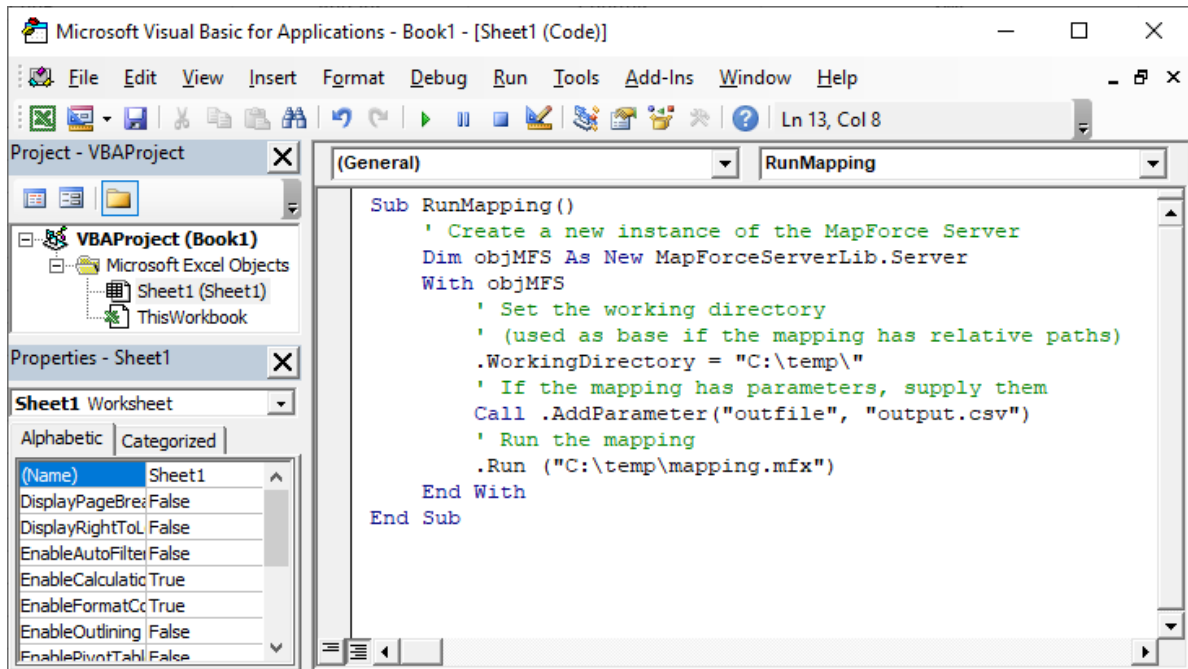 Microsoft Visual Basic for Applications - Book1 - [Sheet1 (Code)]
File Edit View Insert Format Debug Run Tools Add-Ins Window Help
Ln 13, Col 8
Project - VBAProject
VBAProject (Book1)
Microsoft Excel Objects
Sheet1 (Sheet1)
ThisWorkbook
Properties - Sheet1
Sheet1 Worksheet
Alphabetic Categorized
(Name) Sheet1
DisplayPageBrea False
DisplayRightToL False
EnableAutoFilter False
EnableCalculatio True
EnableFormatCo True
EnableOutlining False
EnablePivotTabl False
(General) RunMapping
Sub RunMapping()
' Create a new instance of the MapForce Server
Dim objMFS As New MapForceServerLib.Server
With objMFS
' Set the working directory
' (used as base if the mapping has relative paths)
.WorkingDirectory = "C:\temp\"
' If the mapping has parameters, supply them
Call .AddParameter("outfile", "output.csv")
' Run the mapping
.Run ("C:\temp\mapping.mfx")
End With
End Sub